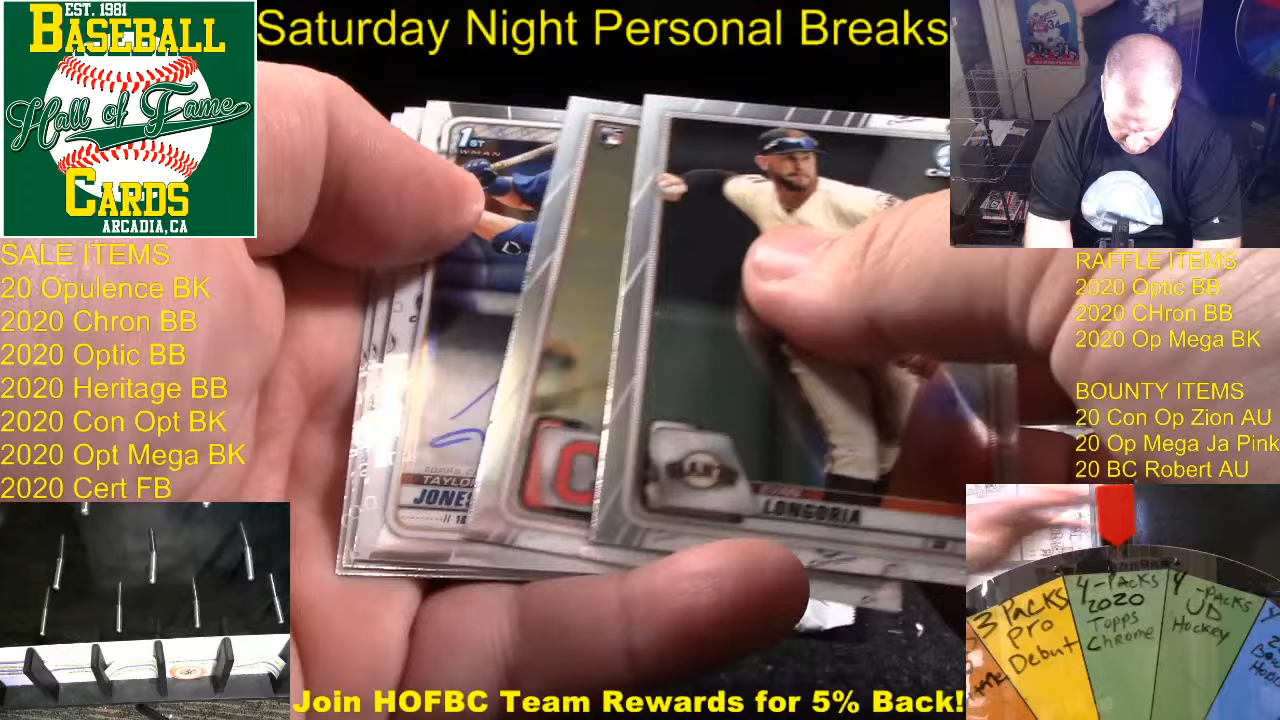 EST. 1981
BASEBALL
Hall of Fame
CARDS
ARCADIA, CA
Saturday Night Personal Breaks
SALE ITEMS
20 Opulence BK
2020 Chron BB
2020 Optic BB
2020 Heritage BB
2020 Con Opt BK
2020 Opt Mega BK
2020 Cert FB
1ST
BOWMAN
TAYLOR
JONES
GIANTS
LONGORIA
RAFFLE ITEMS
2020 Optic BB
2020 CHron BB
2020 Op Mega BK
BOUNTY ITEMS
20 Con Op Zion AU
20 Op Mega Ja Pink
20 BC Robert AU
3 Packs
Pro
Debut
4-Packs
2020
Topps
Chrome
4-Packs
UD
Hockey
Join HOFBC Team Rewards for 5% Back!